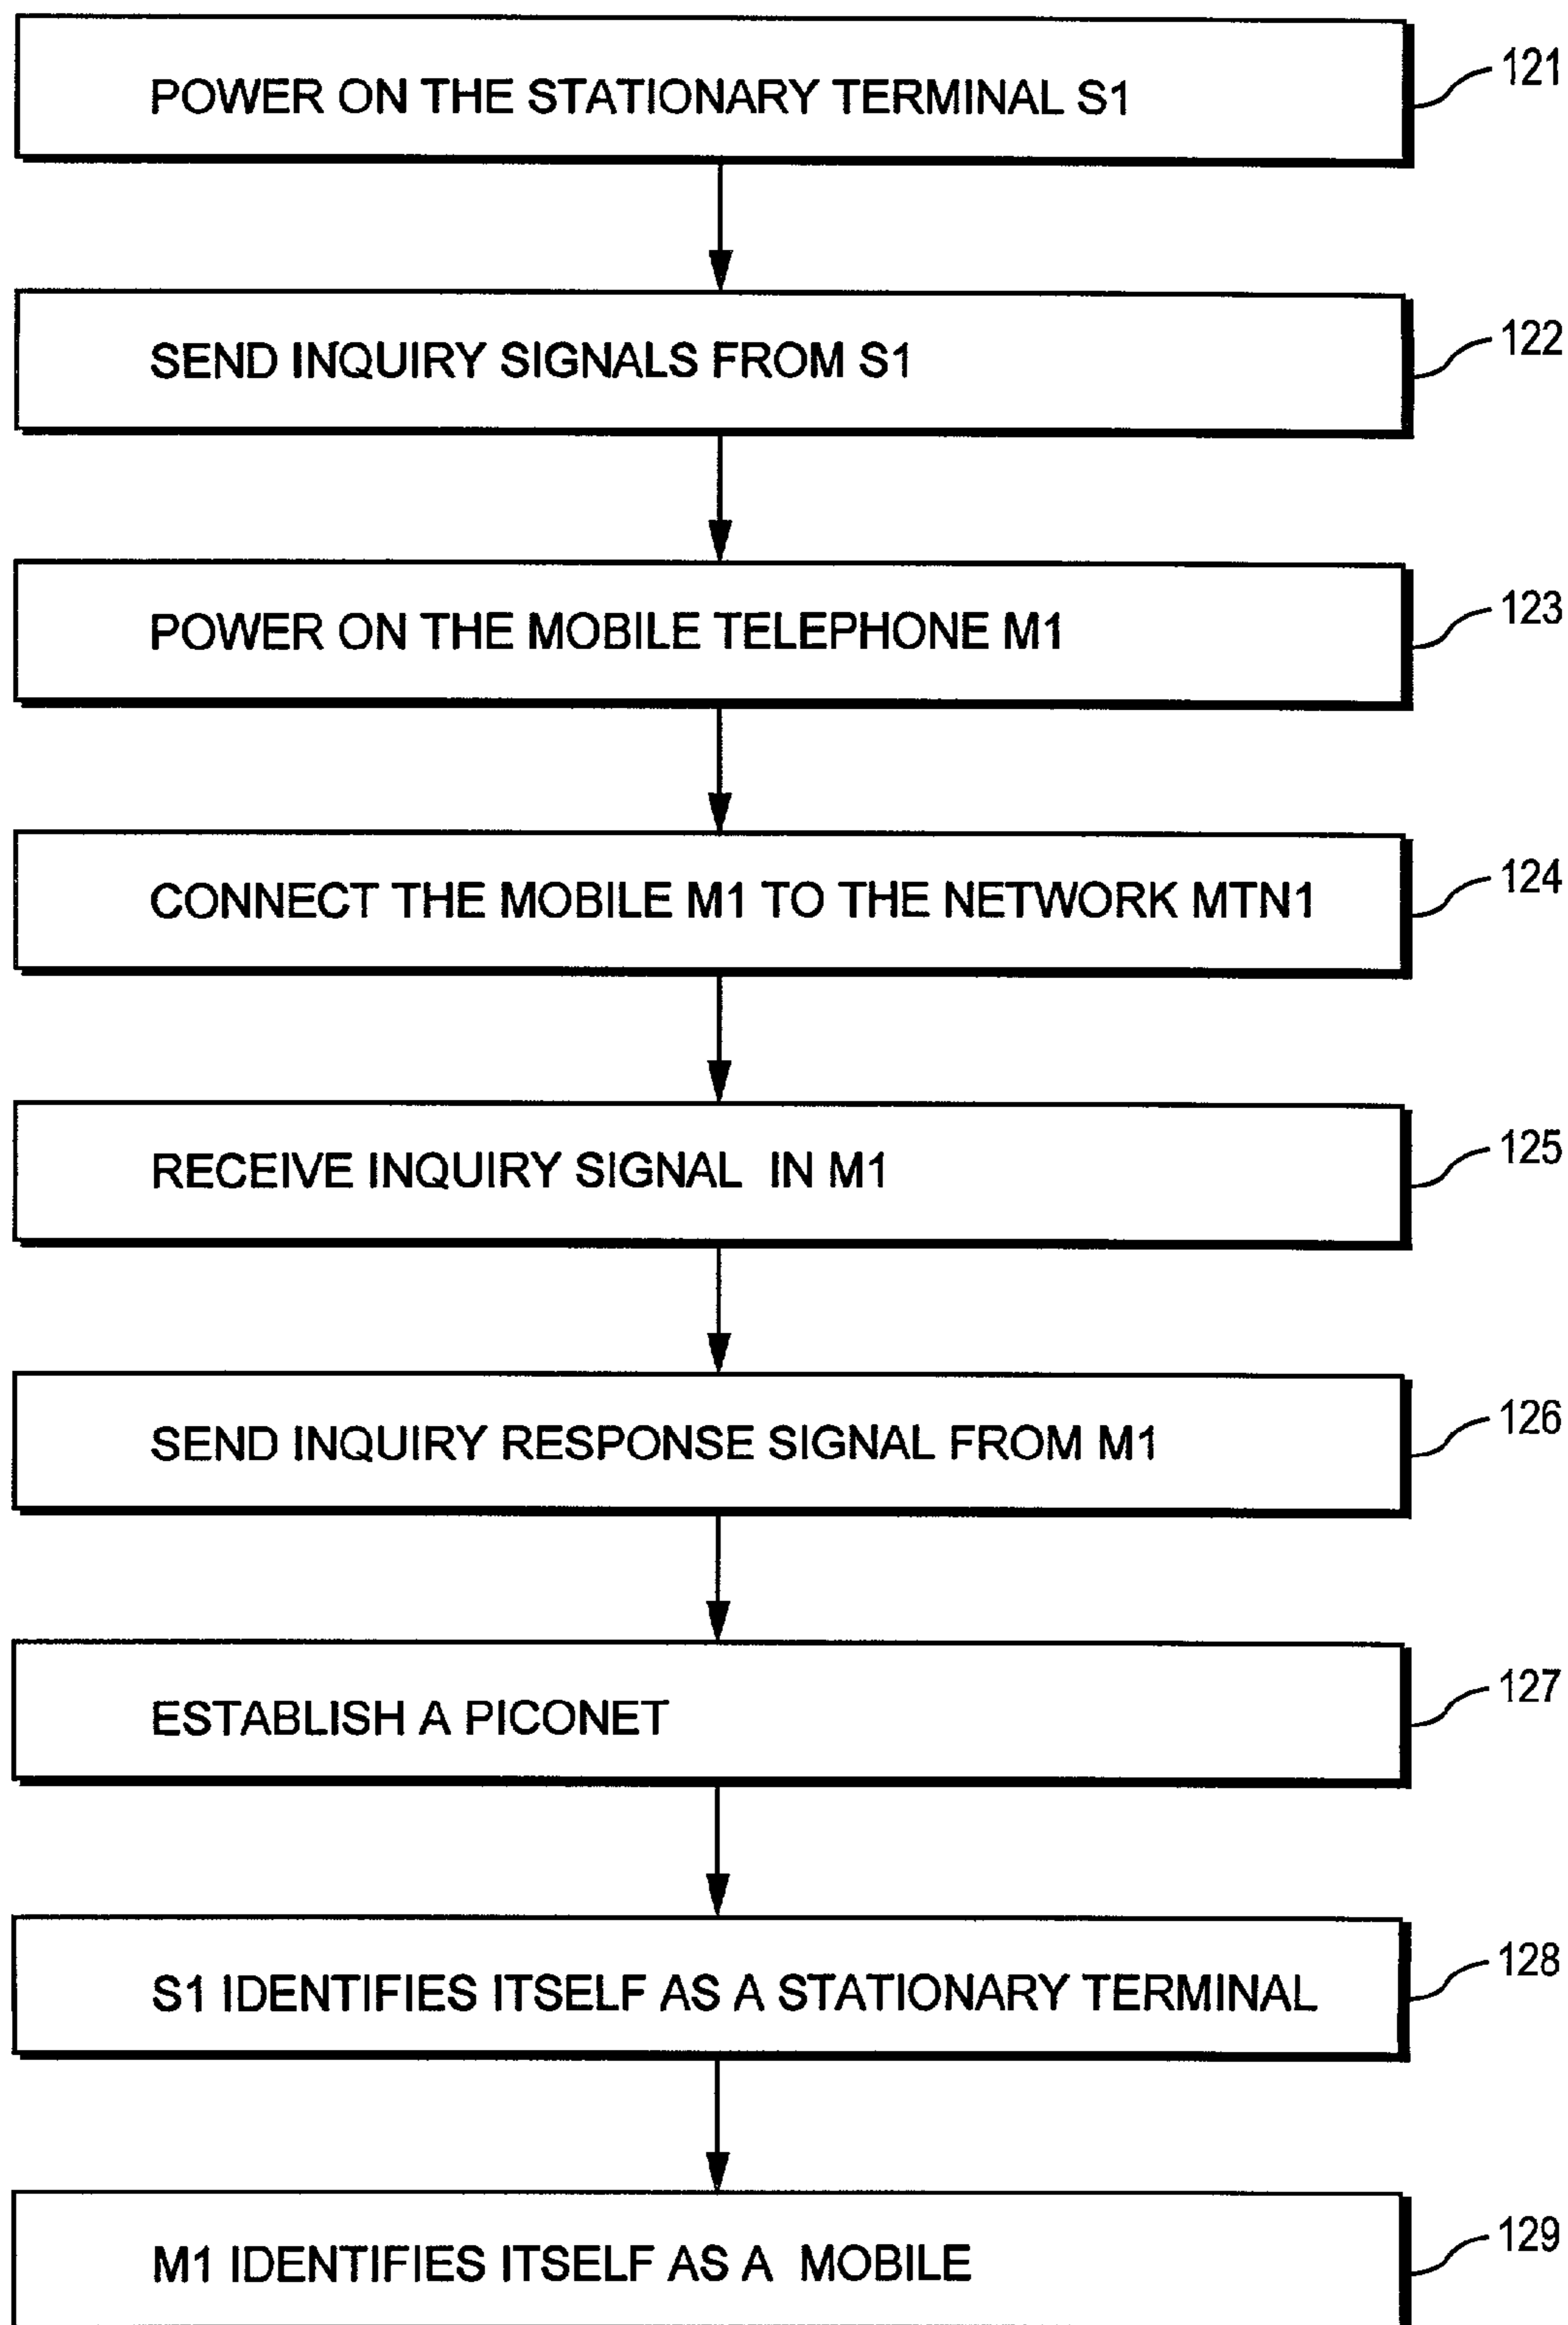 POWER ON THE STATIONARY TERMINAL S1
121
SEND INQUIRY SIGNALS FROM S1
122
POWER ON THE MOBILE TELEPHONE M1
123
CONNECT THE MOBILE M1 TO THE NETWORK MTN1
124
RECEIVE INQUIRY SIGNAL IN M1
125
SEND INQUIRY RESPONSE SIGNAL FROM M1
126
ESTABLISH A PICONET
127
S1 IDENTIFIES ITSELF AS A STATIONARY TERMINAL
128
M1 IDENTIFIES ITSELF AS A MOBILE
129